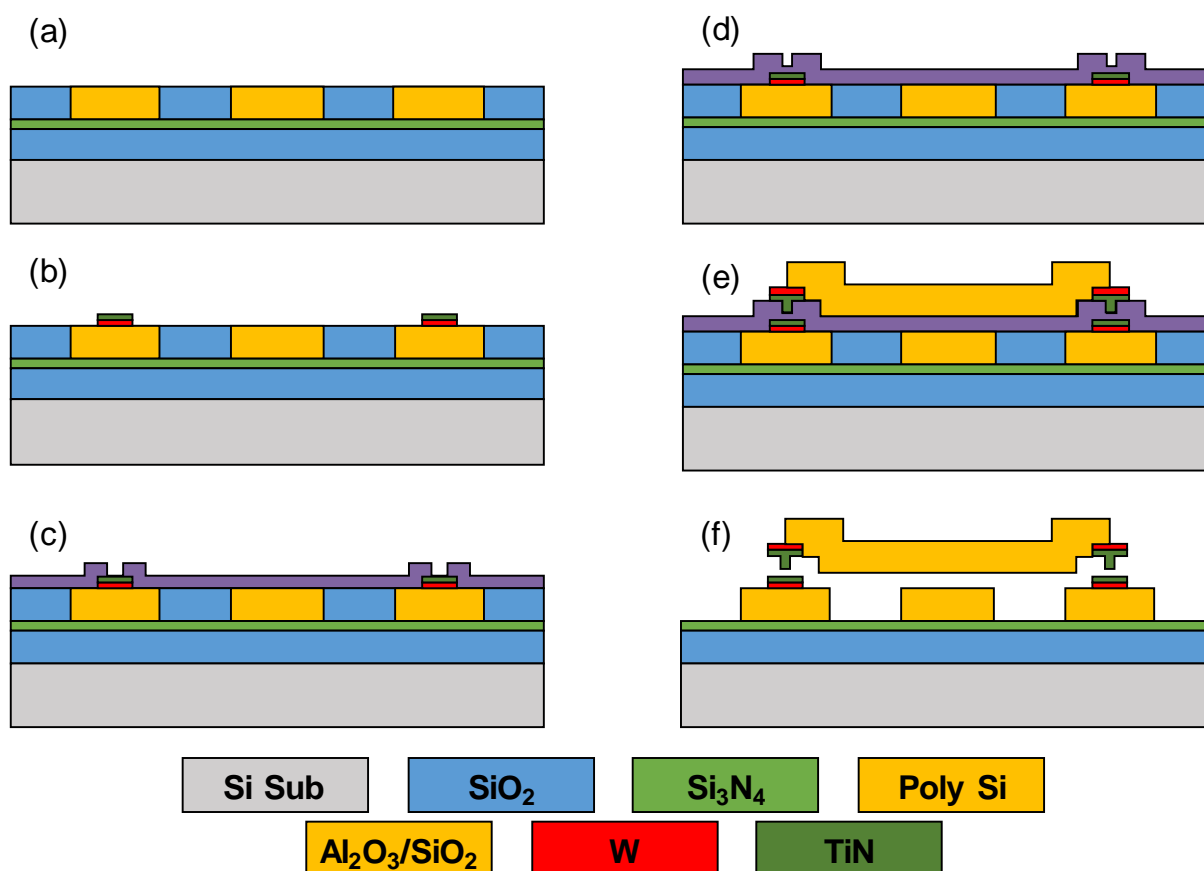 (a)
(b)
(c)
(d)
(e)
(f)
Si Sub
SiO₂
Si₃N₄
Poly Si
Al₂O₃/SiO₂
W
TiN